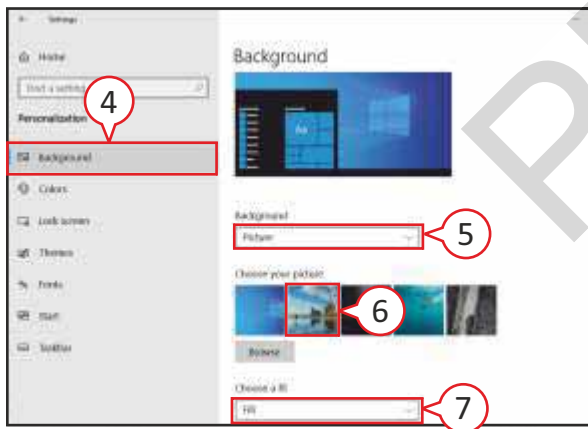 Settings
Home
Find a setting
Personalization
4
Background
Colors
Lock screen
Themes
Fonts
Start
Taskbar
Background
Aa
Background
Picture
5
Choose your picture
6
Browse
Choose a fit
Fill
7